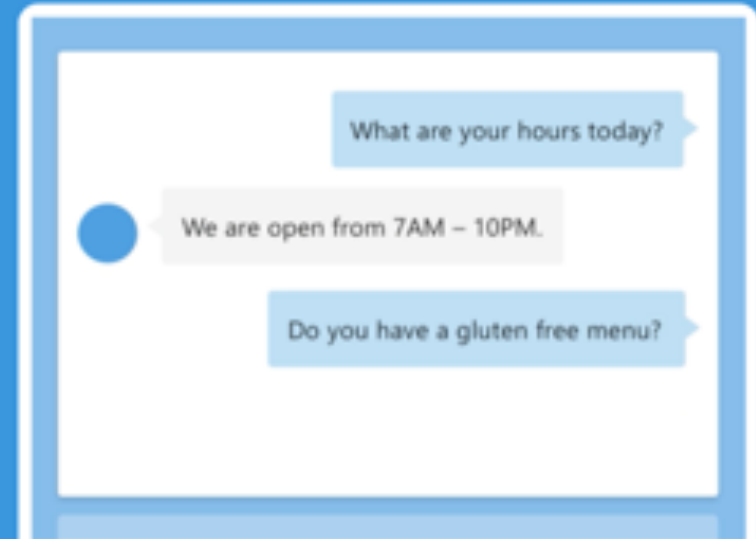 What are your hours today?
We are open from 7AM – 10PM.
Do you have a gluten free menu?